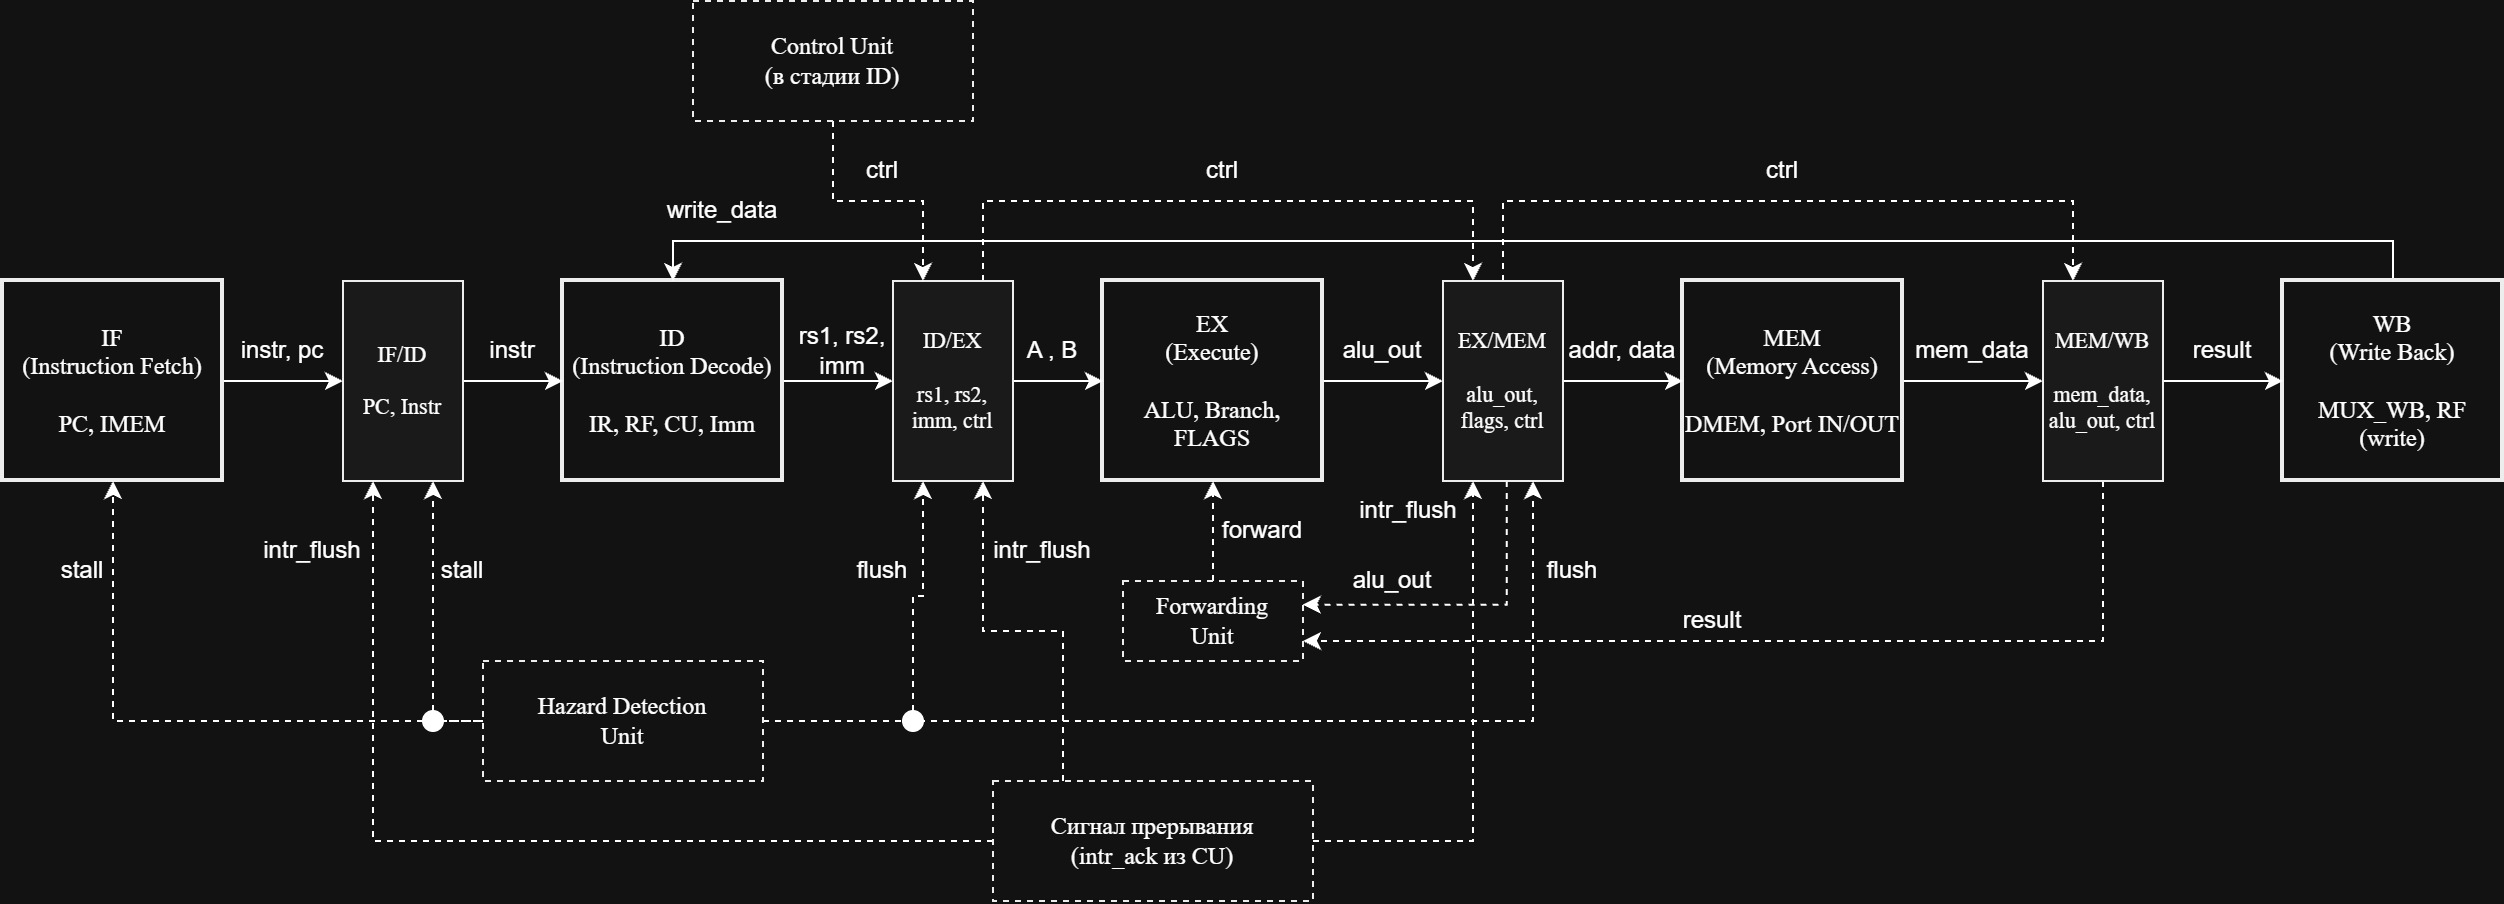 Control Unit
(в стадии ID)
ctrl
ctrl
ctrl
write_data
IF
(Instruction Fetch)
PC, IMEM
instr, pc
IF/ID
PC, Instr
instr
ID
(Instruction Decode)
IR, RF, CU, Imm
rs1, rs2,
imm
ID/EX
rs1, rs2,
imm, ctrl
A , B
EX
(Execute)
ALU, Branch,
FLAGS
alu_out
EX/MEM
alu_out,
flags, ctrl
addr, data
MEM
(Memory Access)
DMEM, Port IN/OUT
mem_data
MEM/WB
mem_data,
alu_out, ctrl
result
WB
(Write Back)
MUX_WB, RF
(write)
stall
intr_flush
stall
flush
intr_flush
forward
intr_flush
alu_out
flush
Forwarding
Unit
result
Hazard Detection
Unit
Сигнал прерывания
(intr_ack из CU)